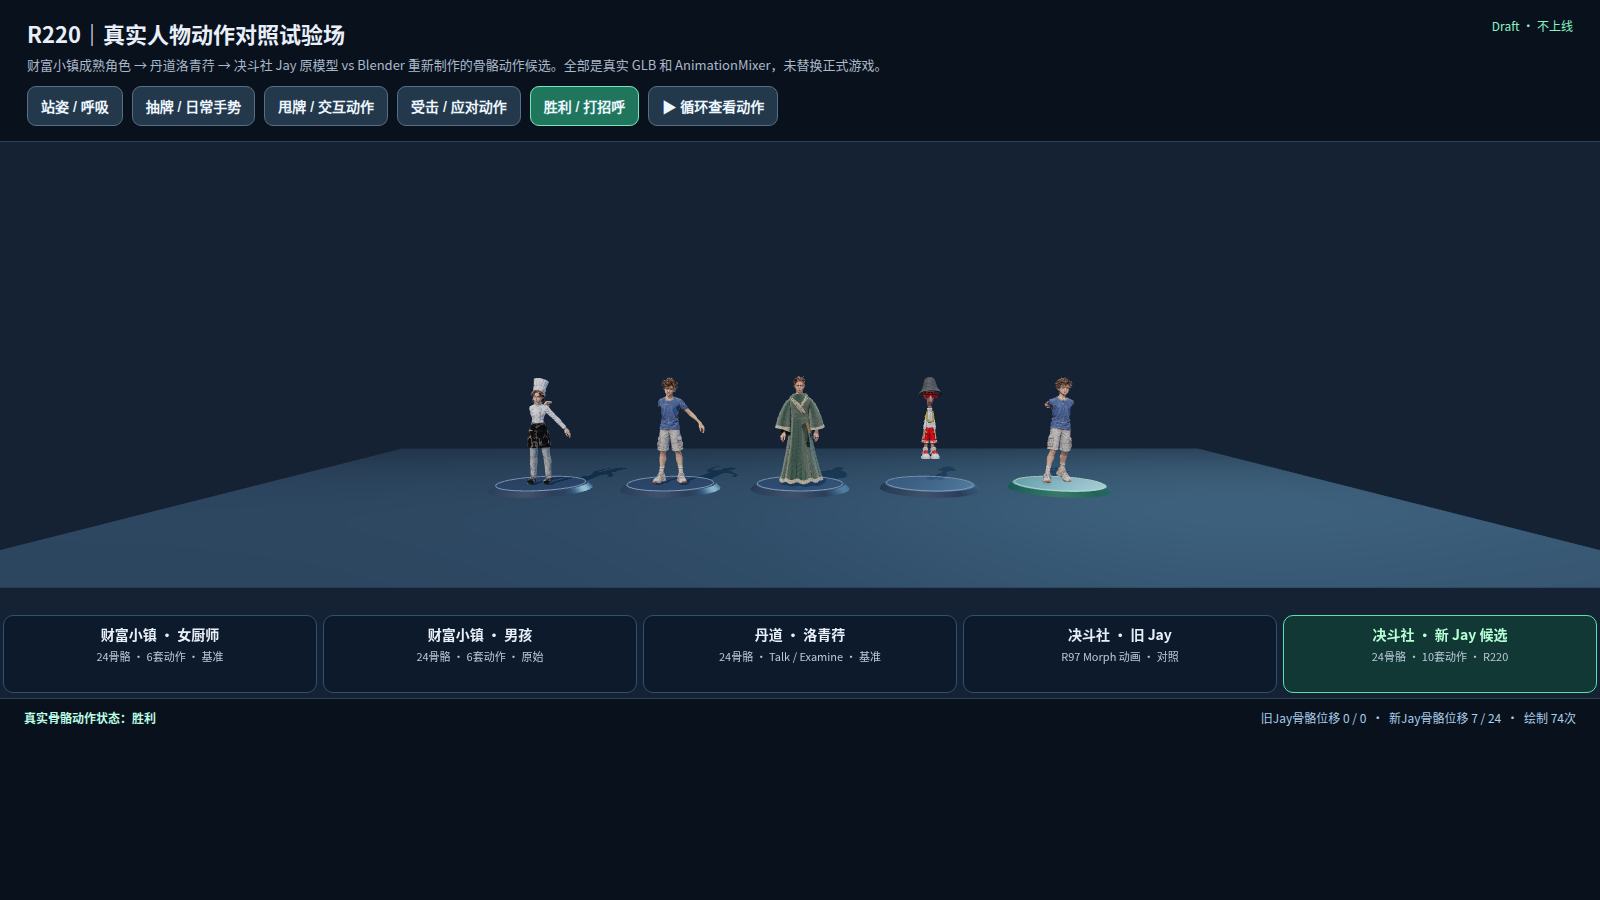 R220｜真实人物动作对照试验场
Draft · 不上线
财富小镇成熟角色 → 丹道洛青荇 → 决斗社 Jay 原模型 vs Blender 重新制作的骨骼动作候选。全部是真实 GLB 和 AnimationMixer，未替换正式游戏。
站姿 / 呼吸
抽牌 / 日常手势
甩牌 / 交互动作
受击 / 应对动作
胜利 / 打招呼
▶ 循环查看动作
财富小镇 · 女厨师
24骨骼 · 6套动作 · 基准
财富小镇 · 男孩
24骨骼 · 6套动作 · 原始
丹道 · 洛青荇
24骨骼 · Talk / Examine · 基准
决斗社 · 旧 Jay
R97 Morph 动画 · 对照
决斗社 · 新 Jay 候选
24骨骼 · 10套动作 · R220
真实骨骼动作状态：胜利
旧Jay骨骼位移 0 / 0 · 新Jay骨骼位移 7 / 24 · 绘制 74次